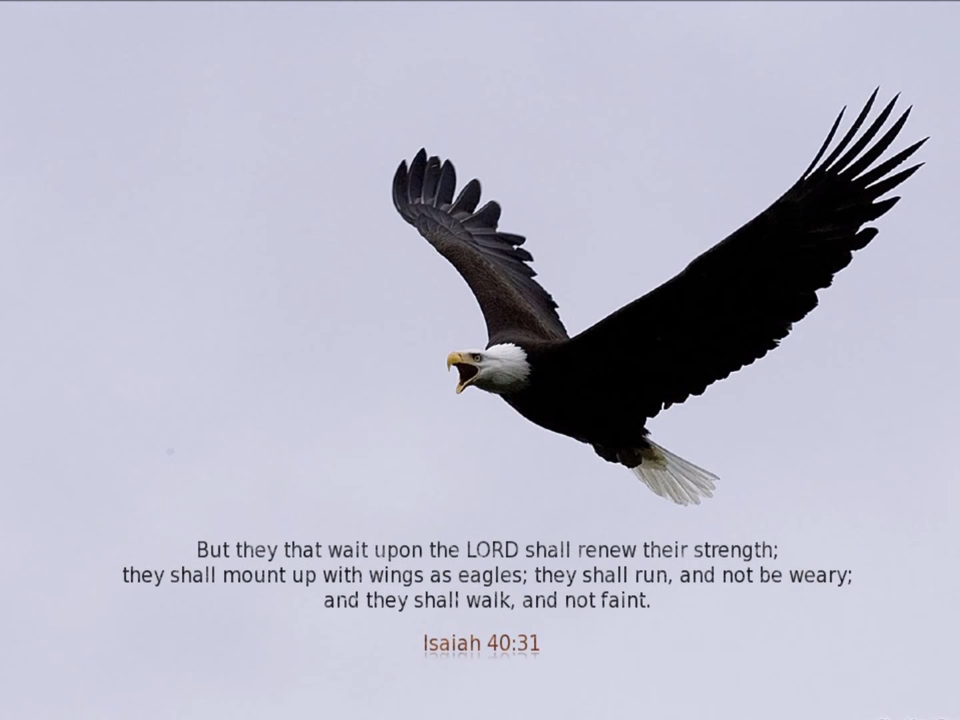 But they that wait upon the LORD shall renew their strength;
they shall mount up with wings as eagles; they shall run, and not be weary;
and they shall walk, and not faint.
Isaiah 40:31